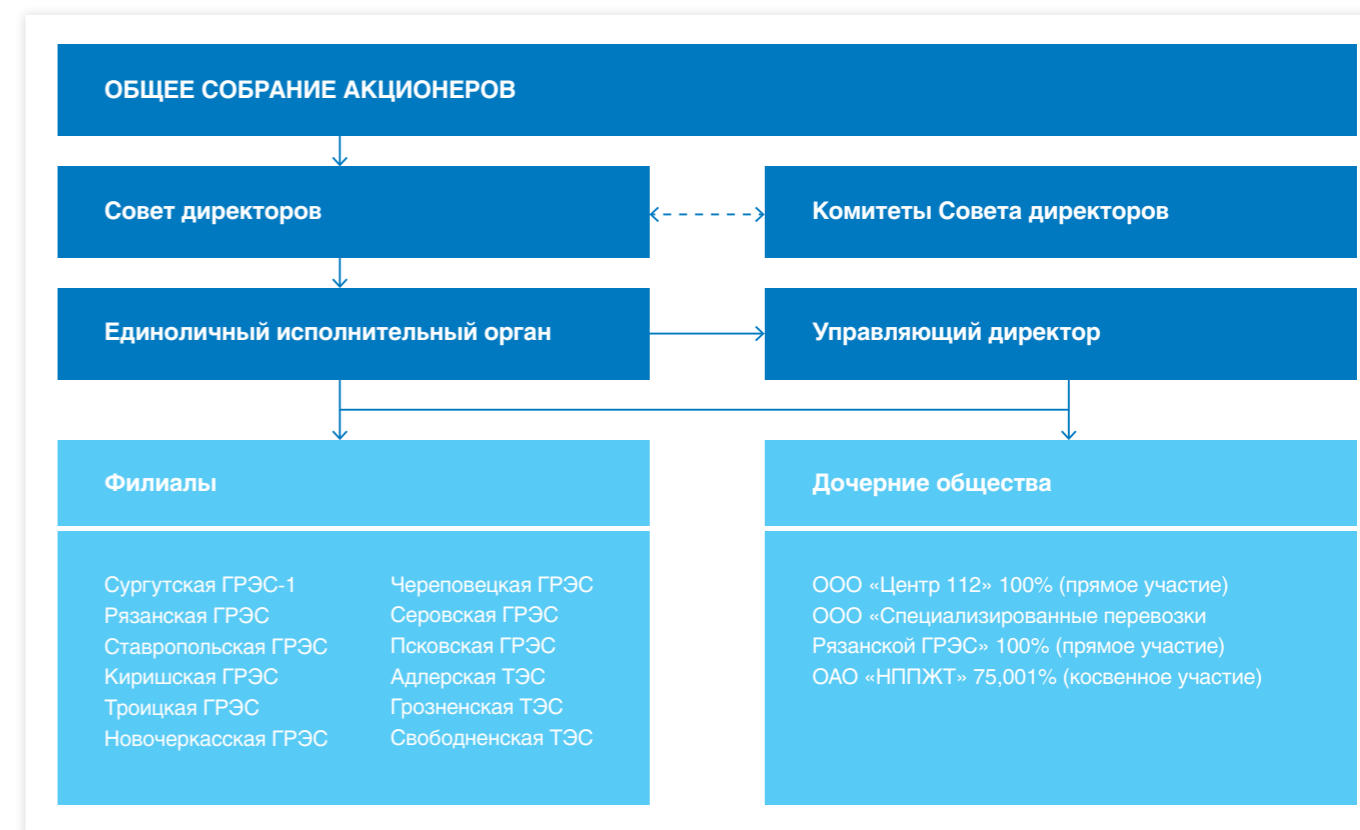 ОБЩЕЕ СОБРАНИЕ АКЦИОНЕРОВ
Совет директоров
Комитеты Совета директоров
Единоличный исполнительный орган
Управляющий директор
Филиалы
Сургутская ГРЭС-1
Рязанская ГРЭС
Ставропольская ГРЭС
Киришская ГРЭС
Троицкая ГРЭС
Новочеркасская ГРЭС
Череповецкая ГРЭС
Серовская ГРЭС
Псковская ГРЭС
Адлерская ТЭС
Грозненская ТЭС
Свободненская ТЭС
Дочерние общества
ООО «Центр 112» 100% (прямое участие)
ООО «Специализированные перевозки
Рязанской ГРЭС» 100% (прямое участие)
ОАО «НППЖТ» 75,001% (косвенное участие)